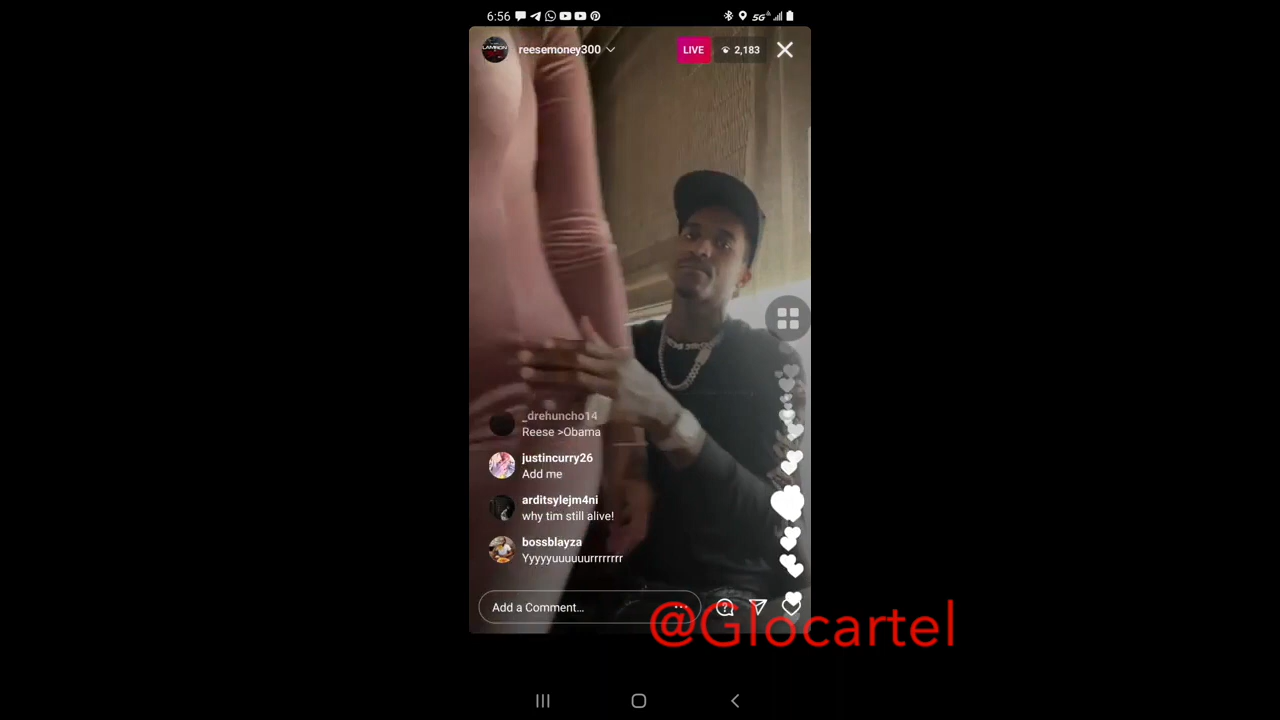 6:56
5G
reesemoney300
LIVE
2,183
_drehuncho14
Reese >Obama
justincurry26
Add me
arditsylejm4ni
why tim still alive!
bossblayza
Yyyyyuuuuuurrrrrrrr
Add a Comment...
@Glocartel